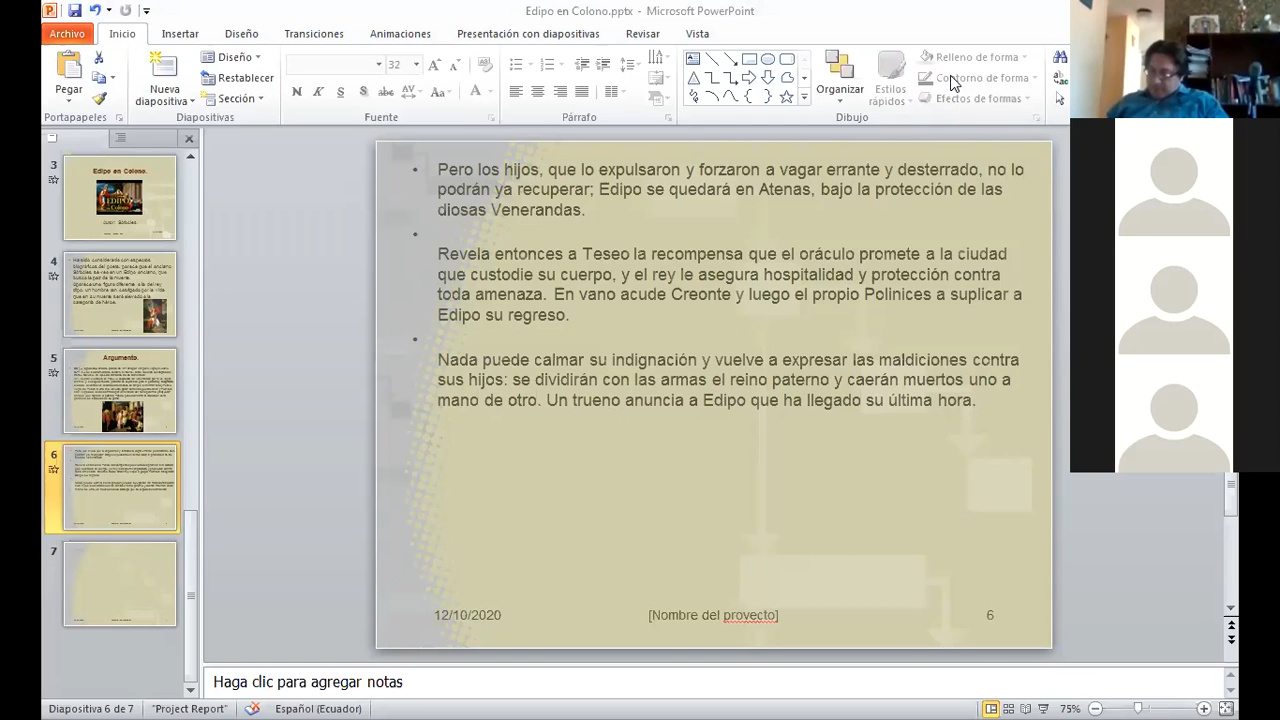 Edipo en Colono.pptx - Microsoft PowerPoint
Archivo Inicio Insertar Diseño Transiciones Animaciones Presentación con diapositivas Revisar Vista
Pegar
Portapapeles
Nueva diapositiva
Diseño
Restablecer
Sección
Diapositivas
32
N K S S abc AV Aa A
Fuente
Párrafo
Organizar
Estilos rápidos
Relleno de forma
Contorno de forma
Efectos de formas
Dibujo
3
Edipo en Colono.
4
5
Argumento.
6
7
Pero los hijos, que lo expulsaron y forzaron a vagar errante y desterrado, no lo
podrán ya recuperar; Edipo se quedará en Atenas, bajo la protección de las
diosas Venerandas.
Revela entonces a Teseo la recompensa que el oráculo promete a la ciudad
que custodie su cuerpo, y el rey le asegura hospitalidad y protección contra
toda amenaza. En vano acude Creonte y luego el propio Polinices a suplicar a
Edipo su regreso.
Nada puede calmar su indignación y vuelve a expresar las maldiciones contra
sus hijos: se dividirán con las armas el reino paterno y caerán muertos uno a
mano de otro. Un trueno anuncia a Edipo que ha llegado su última hora.
12/10/2020 [Nombre del proyecto] 6
Haga clic para agregar notas
Diapositiva 6 de 7 "Project Report" Español (Ecuador) 75%